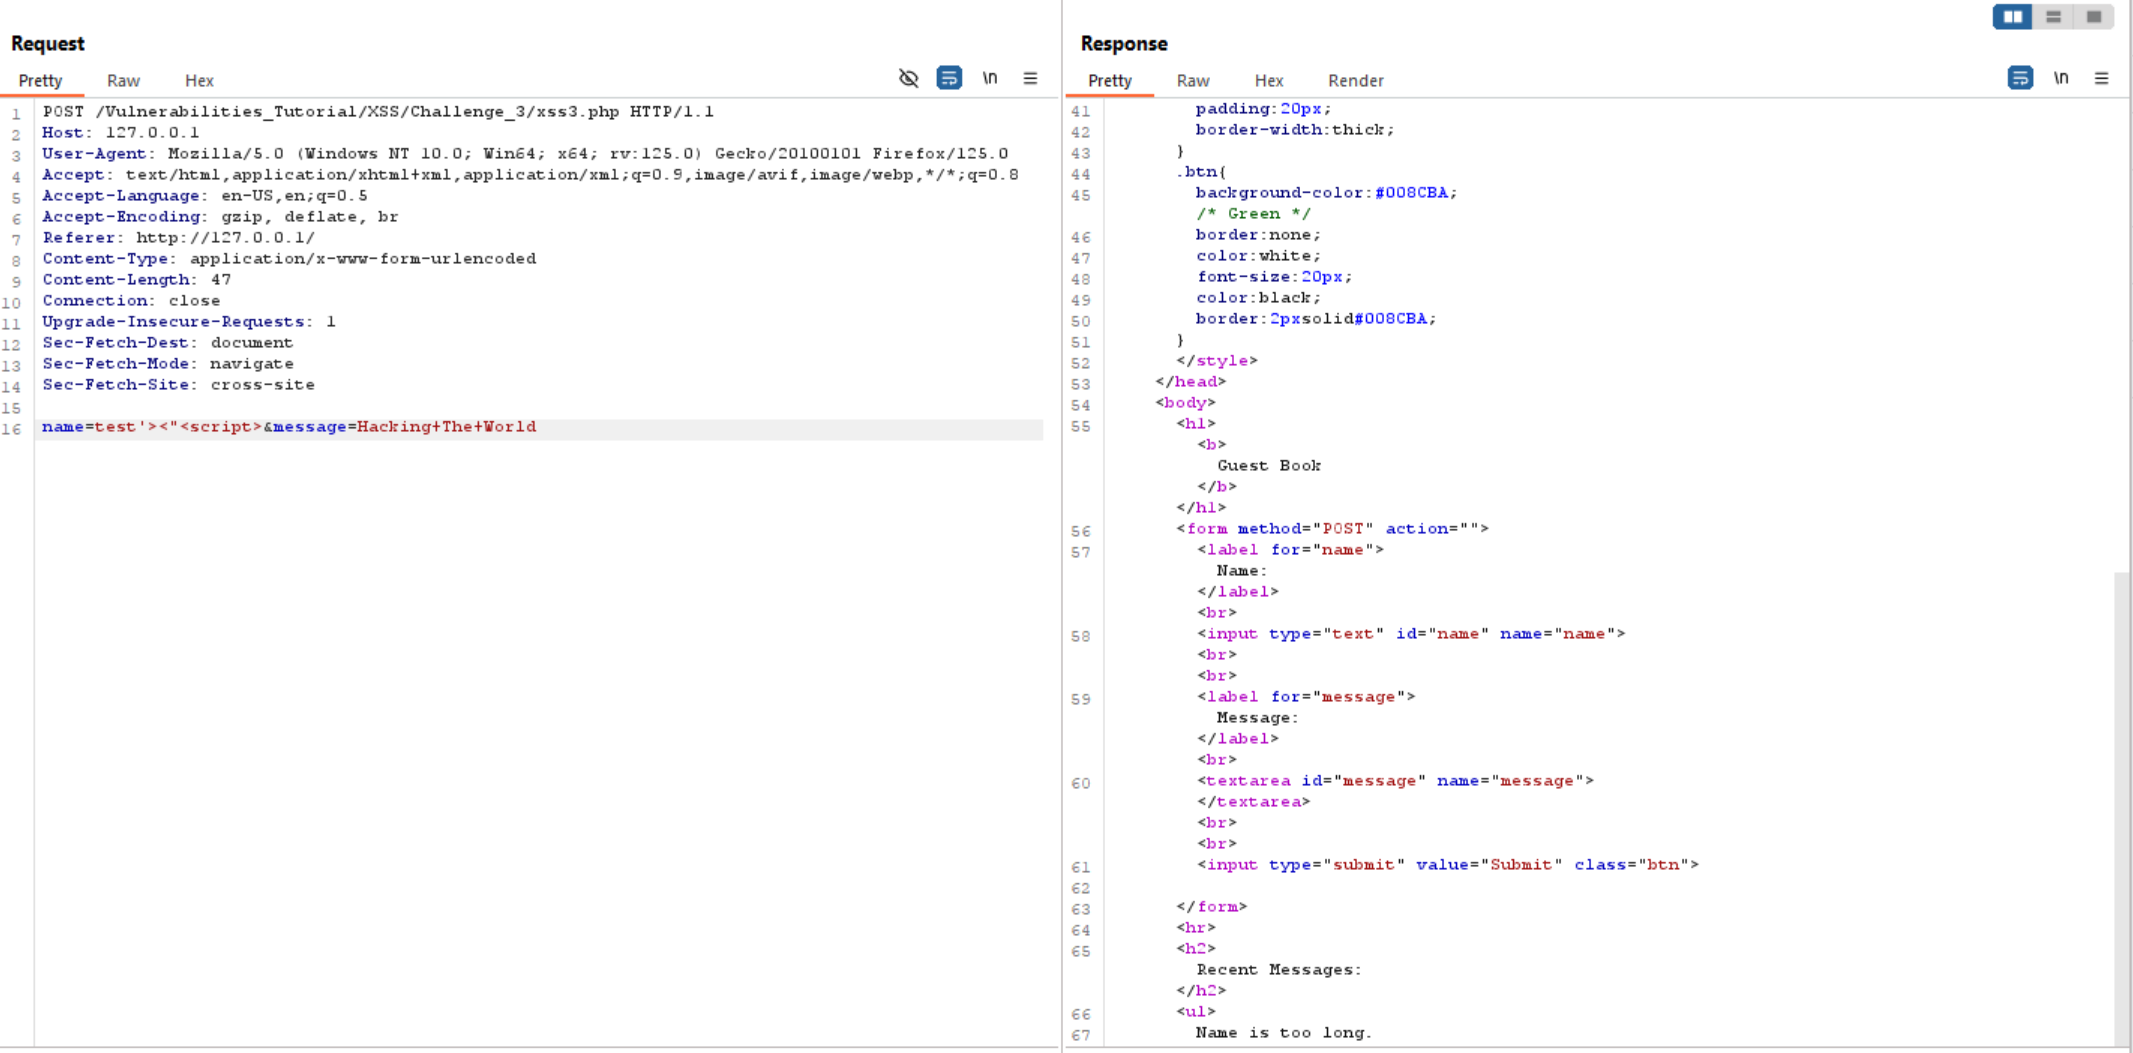 Request
Pretty Raw Hex
\n
1 POST /Vulnerabilities_Tutorial/XSS/Challenge_3/xss3.php HTTP/1.1
2 Host: 127.0.0.1
3 User-Agent: Mozilla/5.0 (Windows NT 10.0; Win64; x64; rv:125.0) Gecko/20100101 Firefox/125.0
4 Accept: text/html,application/xhtml+xml,application/xml;q=0.9,image/avif,image/webp,*/*;q=0.8
5 Accept-Language: en-US,en;q=0.5
6 Accept-Encoding: gzip, deflate, br
7 Referer: http://127.0.0.1/
8 Content-Type: application/x-www-form-urlencoded
9 Content-Length: 47
10 Connection: close
11 Upgrade-Insecure-Requests: 1
12 Sec-Fetch-Dest: document
13 Sec-Fetch-Mode: navigate
14 Sec-Fetch-Site: cross-site
15
16 name=test'><"<script>&message=Hacking+The+World
Response
Pretty Raw Hex Render
\n
41 padding:20px;
42 border-width:thick;
43 }
44 .btn{
45 background-color:#008CBA;
/* Green */
46 border:none;
47 color:white;
48 font-size:20px;
49 color:black;
50 border:2pxsolid#008CBA;
51 }
52 </style>
53 </head>
54 <body>
55 <h1>
<b>
Guest Book
</b>
</h1>
56 <form method="POST" action="">
57 <label for="name">
Name:
</label>
<br>
58 <input type="text" id="name" name="name">
<br>
<br>
59 <label for="message">
Message:
</label>
<br>
60 <textarea id="message" name="message">
</textarea>
<br>
<br>
61 <input type="submit" value="Submit" class="btn">
62
63 </form>
64 <hr>
65 <h2>
Recent Messages:
</h2>
66 <ul>
67 Name is too long.